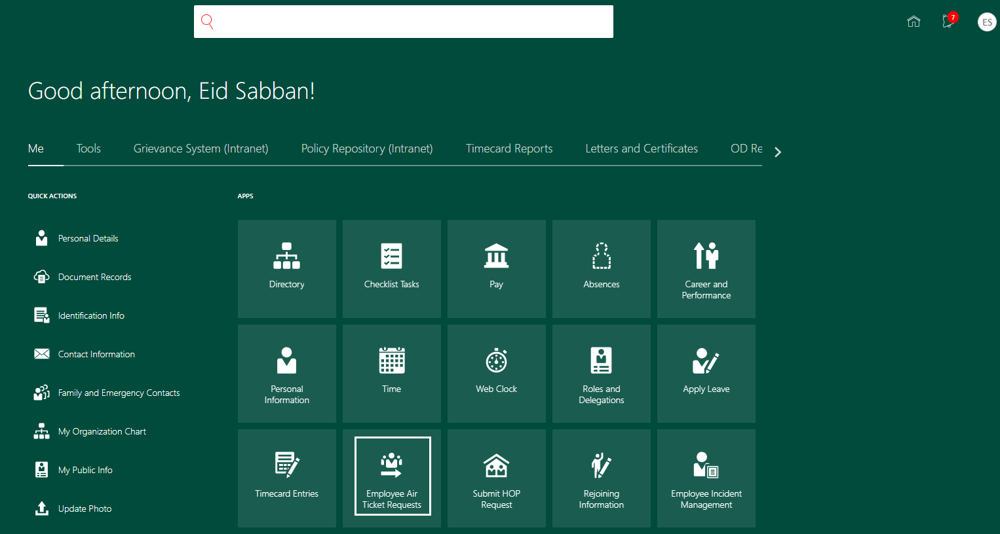 7
ES
Good afternoon, Eid Sabban!
Me
Tools
Grievance System (Intranet)
Policy Repository (Intranet)
Timecard Reports
Letters and Certificates
OD Re
QUICK ACTIONS
Personal Details
Document Records
Identification Info
Contact Information
Family and Emergency Contacts
My Organization Chart
My Public Info
Update Photo
APPS
Directory
Checklist Tasks
Pay
Absences
Career and
Performance
Personal
Information
Time
Web Clock
Roles and
Delegations
Apply Leave
Timecard Entries
Employee Air
Ticket Requests
Submit HOP
Request
Rejoining
Information
Employee Incident
Management